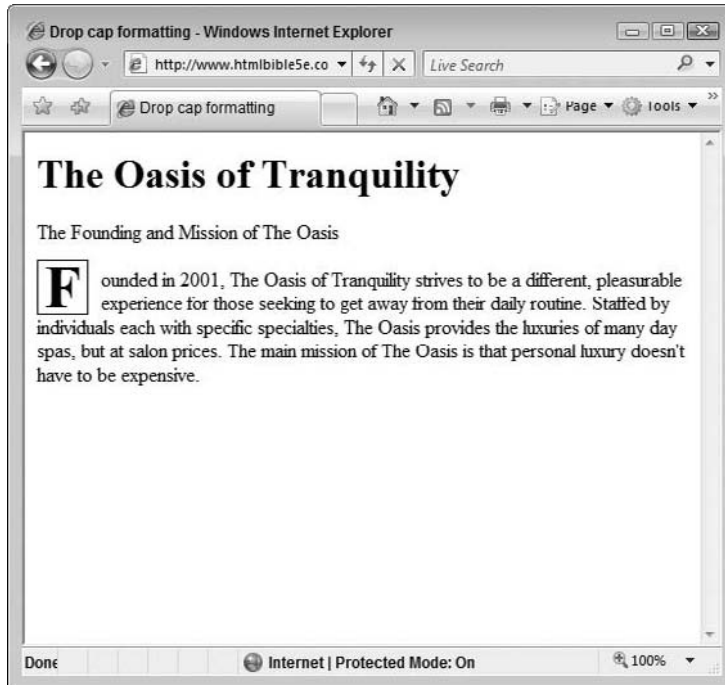 Drop cap formatting - Windows Internet Explorer
http://www.htmlbible5e.co
Live Search
Drop cap formatting
Page
Tools
The Oasis of Tranquility
The Founding and Mission of The Oasis
Founded in 2001, The Oasis of Tranquility strives to be a different, pleasurable
experience for those seeking to get away from their daily routine. Staffed by
individuals each with specific specialties, The Oasis provides the luxuries of many day
spas, but at salon prices. The main mission of The Oasis is that personal luxury doesn't
have to be expensive.
Done
Internet | Protected Mode: On
100%